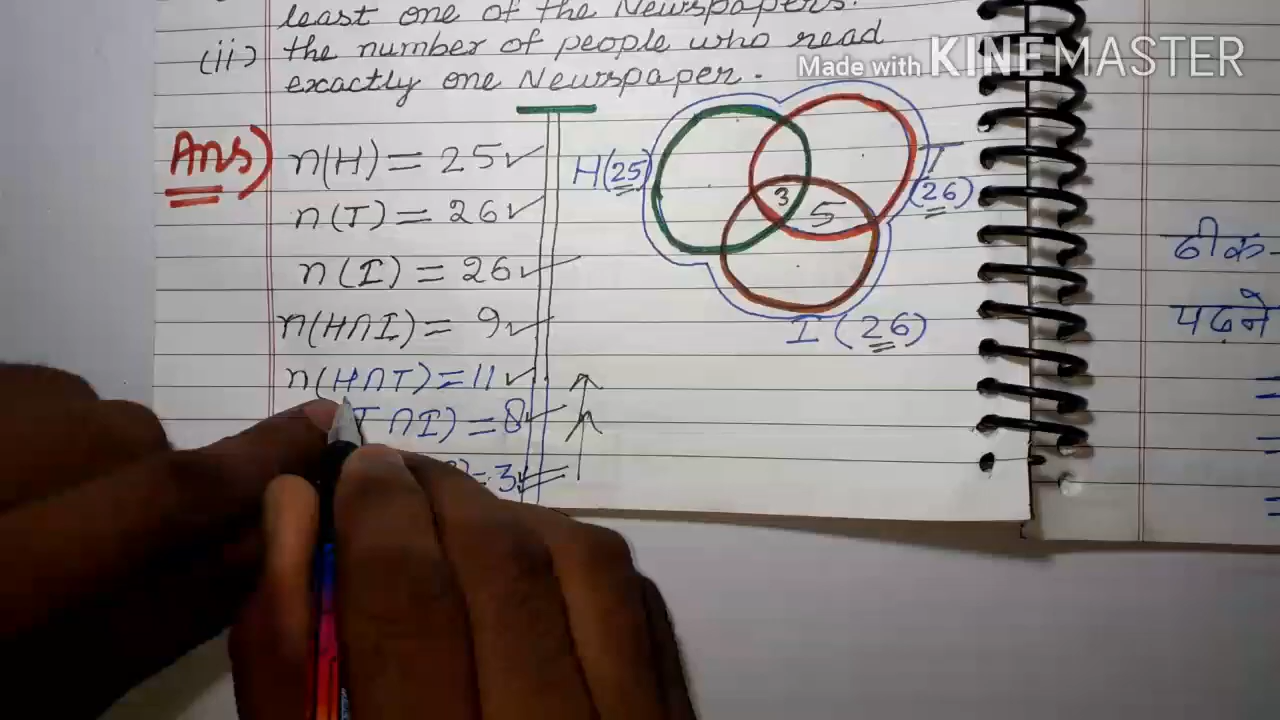 least one of the Newspapers.
(ii) the number of people who read
exactly one Newspaper.
Made with KINEMASTER
Ans)
n(H) = 25
n(T) = 26
n(I) = 26
n(H∩I) = 9
n(H∩T) = 11
T∩I) = 8
= 3
H(25)
T
(26)
3
5
I (26)
ठीक-
पढ़ने